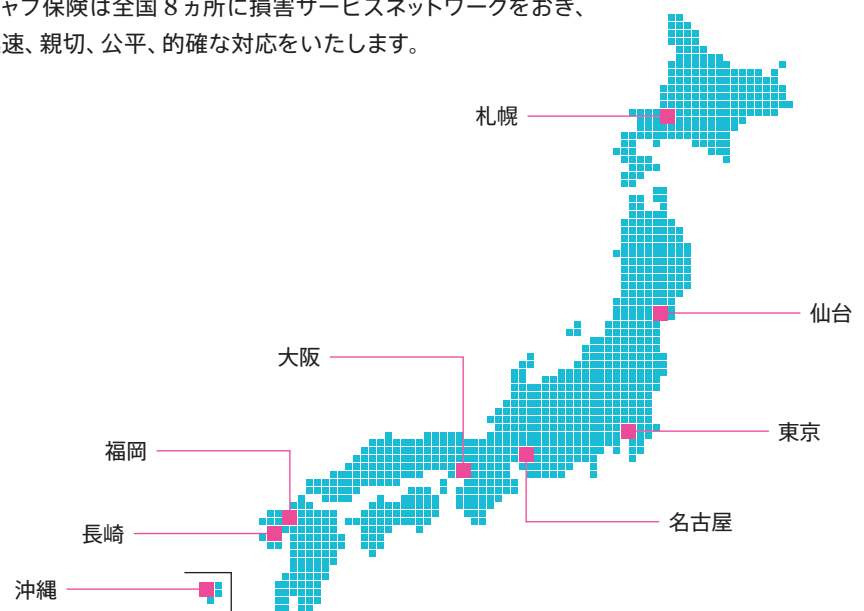 ャブ保険は全国8ヵ所に損害サービスネットワークをおき、
速、親切、公平、的確な対応をいたします。
札幌
仙台
大阪
東京
福岡
名古屋
長崎
沖縄